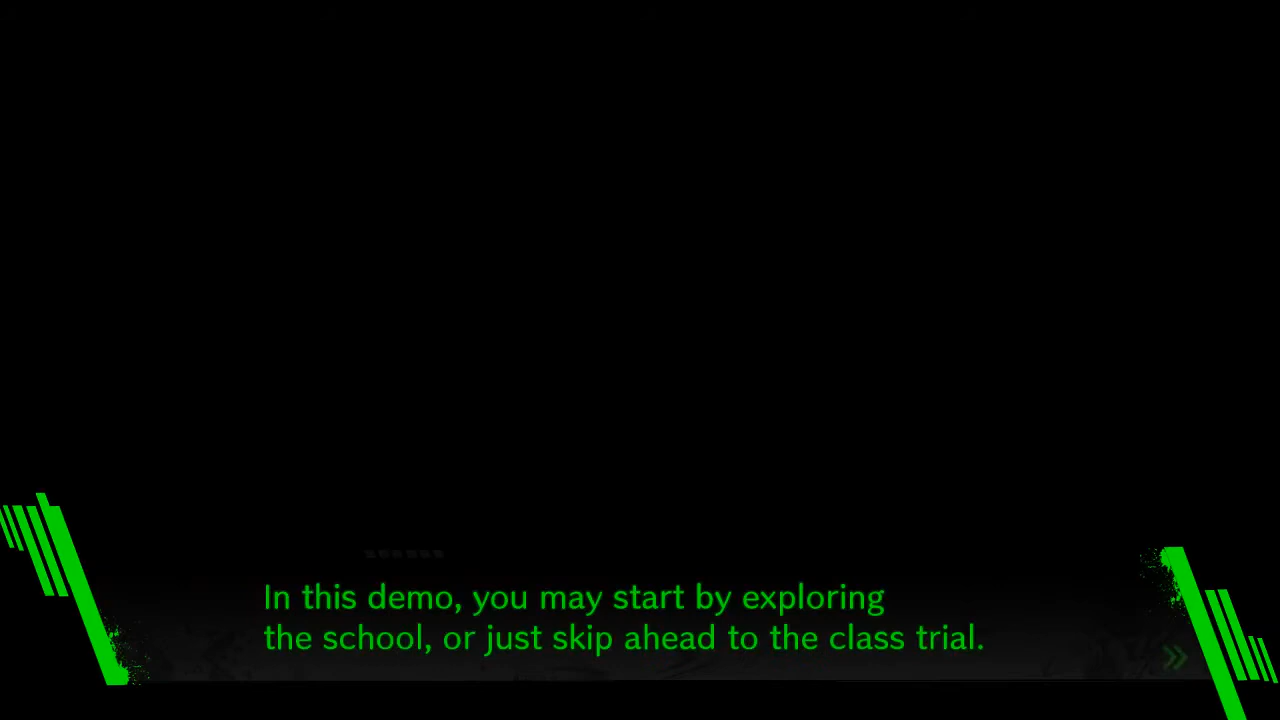 In this demo, you may start by exploring
the school, or just skip ahead to the class trial.